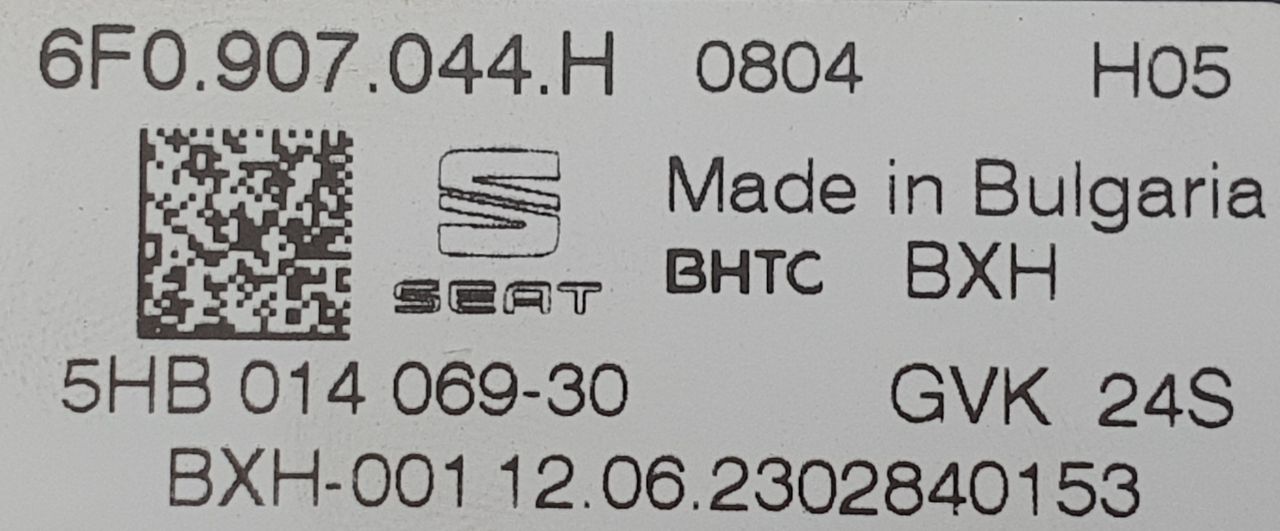 6F0.907.044.H 0804 H05
SEAT
Made in Bulgaria
BHTC BXH
5HB 014 069-30 GVK 24S
BXH-001 12.06.2302840153